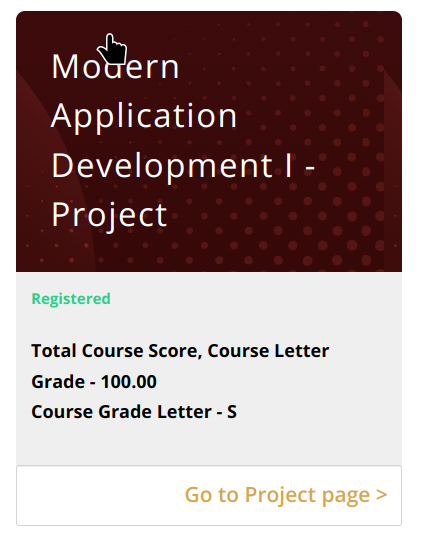 Modern
Application
Development I -
Project
Registered
Total Course Score, Course Letter
Grade - 100.00
Course Grade Letter - S
Go to Project page >